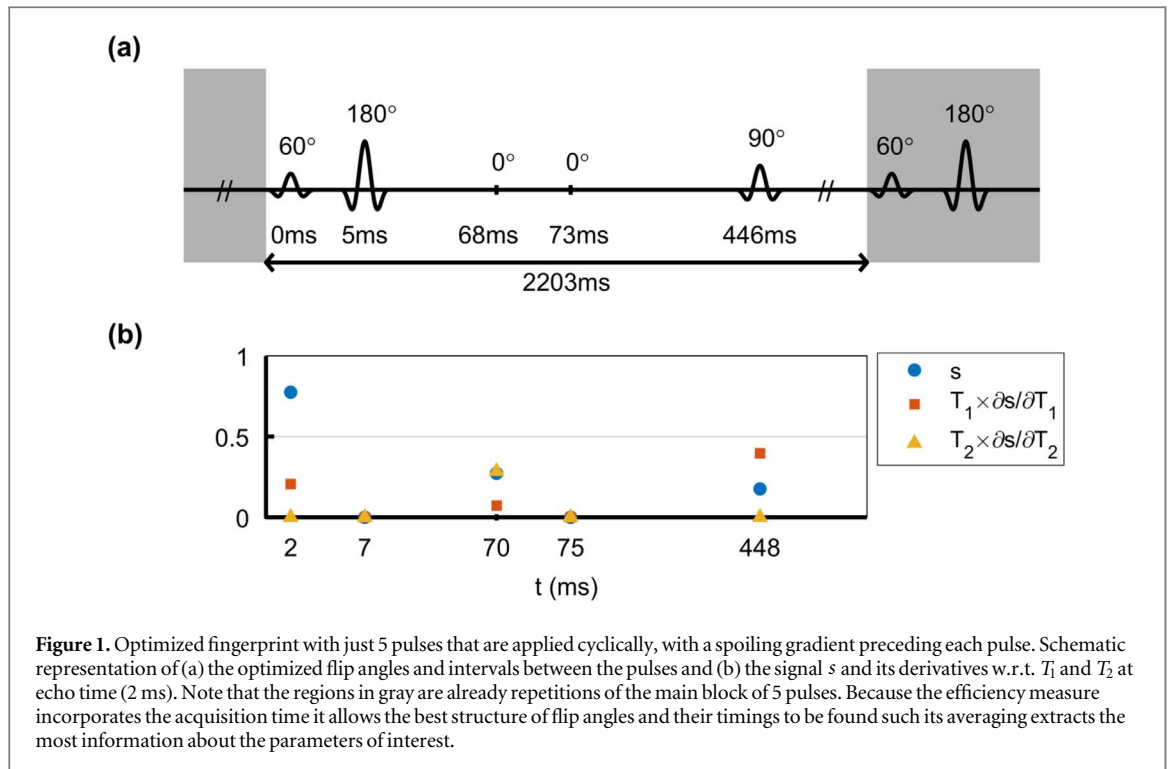 (a)
60° 180° 0° 0° 90° 60° 180°
// //
0ms 5ms 68ms 73ms 446ms
2203ms
(b)
1
0.5
0
2 7 70 75 448
t (ms)
s
T₁×∂s/∂T₁
T₂×∂s/∂T₂
Figure 1. Optimized fingerprint with just 5 pulses that are applied cyclically, with a spoiling gradient preceding each pulse. Schematic
representation of (a) the optimized flip angles and intervals between the pulses and (b) the signal s and its derivatives w.r.t. T₁ and T₂ at
echo time (2 ms). Note that the regions in gray are already repetitions of the main block of 5 pulses. Because the efficiency measure
incorporates the acquisition time it allows the best structure of flip angles and their timings to be found such its averaging extracts the
most information about the parameters of interest.